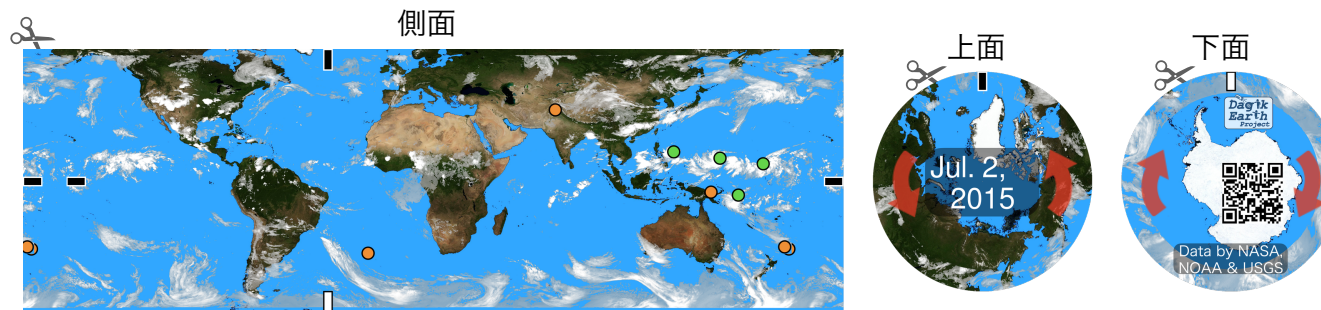 側面
上面
Jul. 2,
2015
下面
Dagik
Earth
Project
Data by NASA,
NOAA & USGS